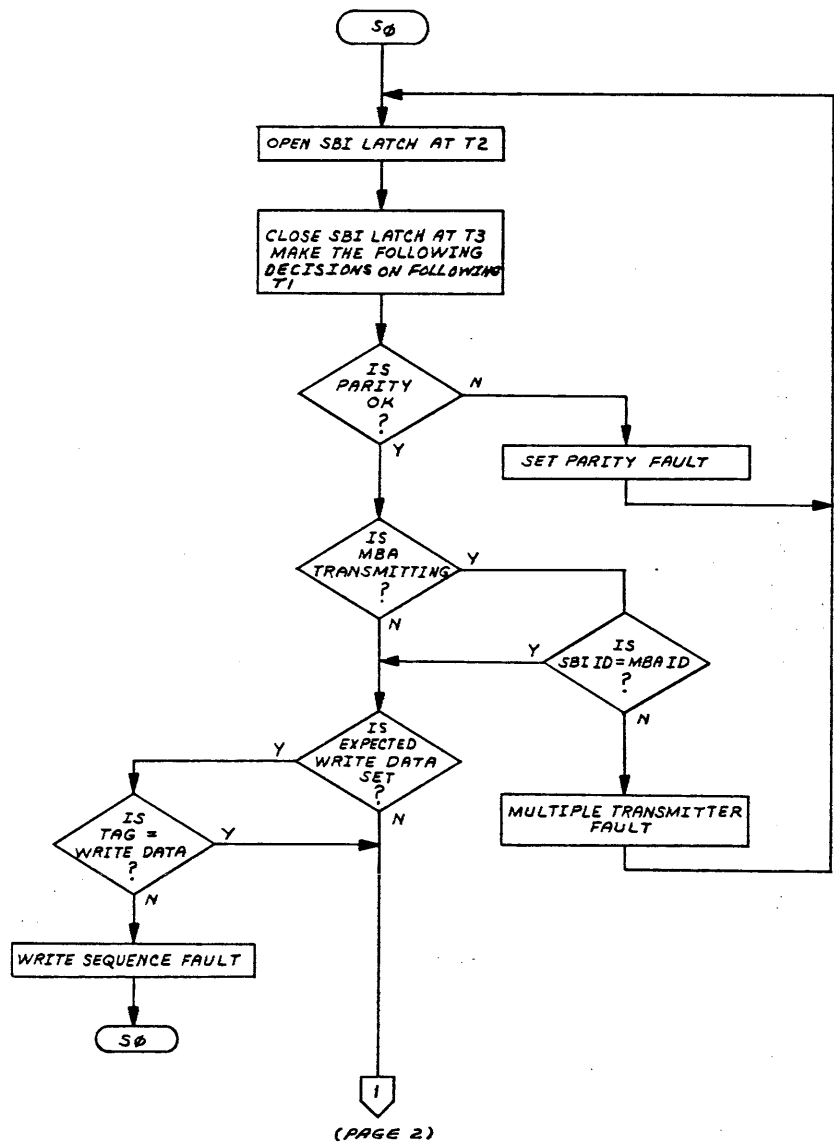 Sø
OPEN SBI LATCH AT T2
CLOSE SBI LATCH AT T3
MAKE THE FOLLOWING
DECISIONS ON FOLLOWING
T1
IS
PARITY
OK
?
N
Y
SET PARITY FAULT
IS
MBA
TRANSMITTING
?
Y
N
IS
SBI ID=MBA ID
?
Y
N
IS
EXPECTED
WRITE DATA
SET
?
Y
N
MULTIPLE TRANSMITTER
FAULT
IS
TAG =
WRITE DATA
?
Y
N
WRITE SEQUENCE FAULT
Sø
1
(PAGE 2)